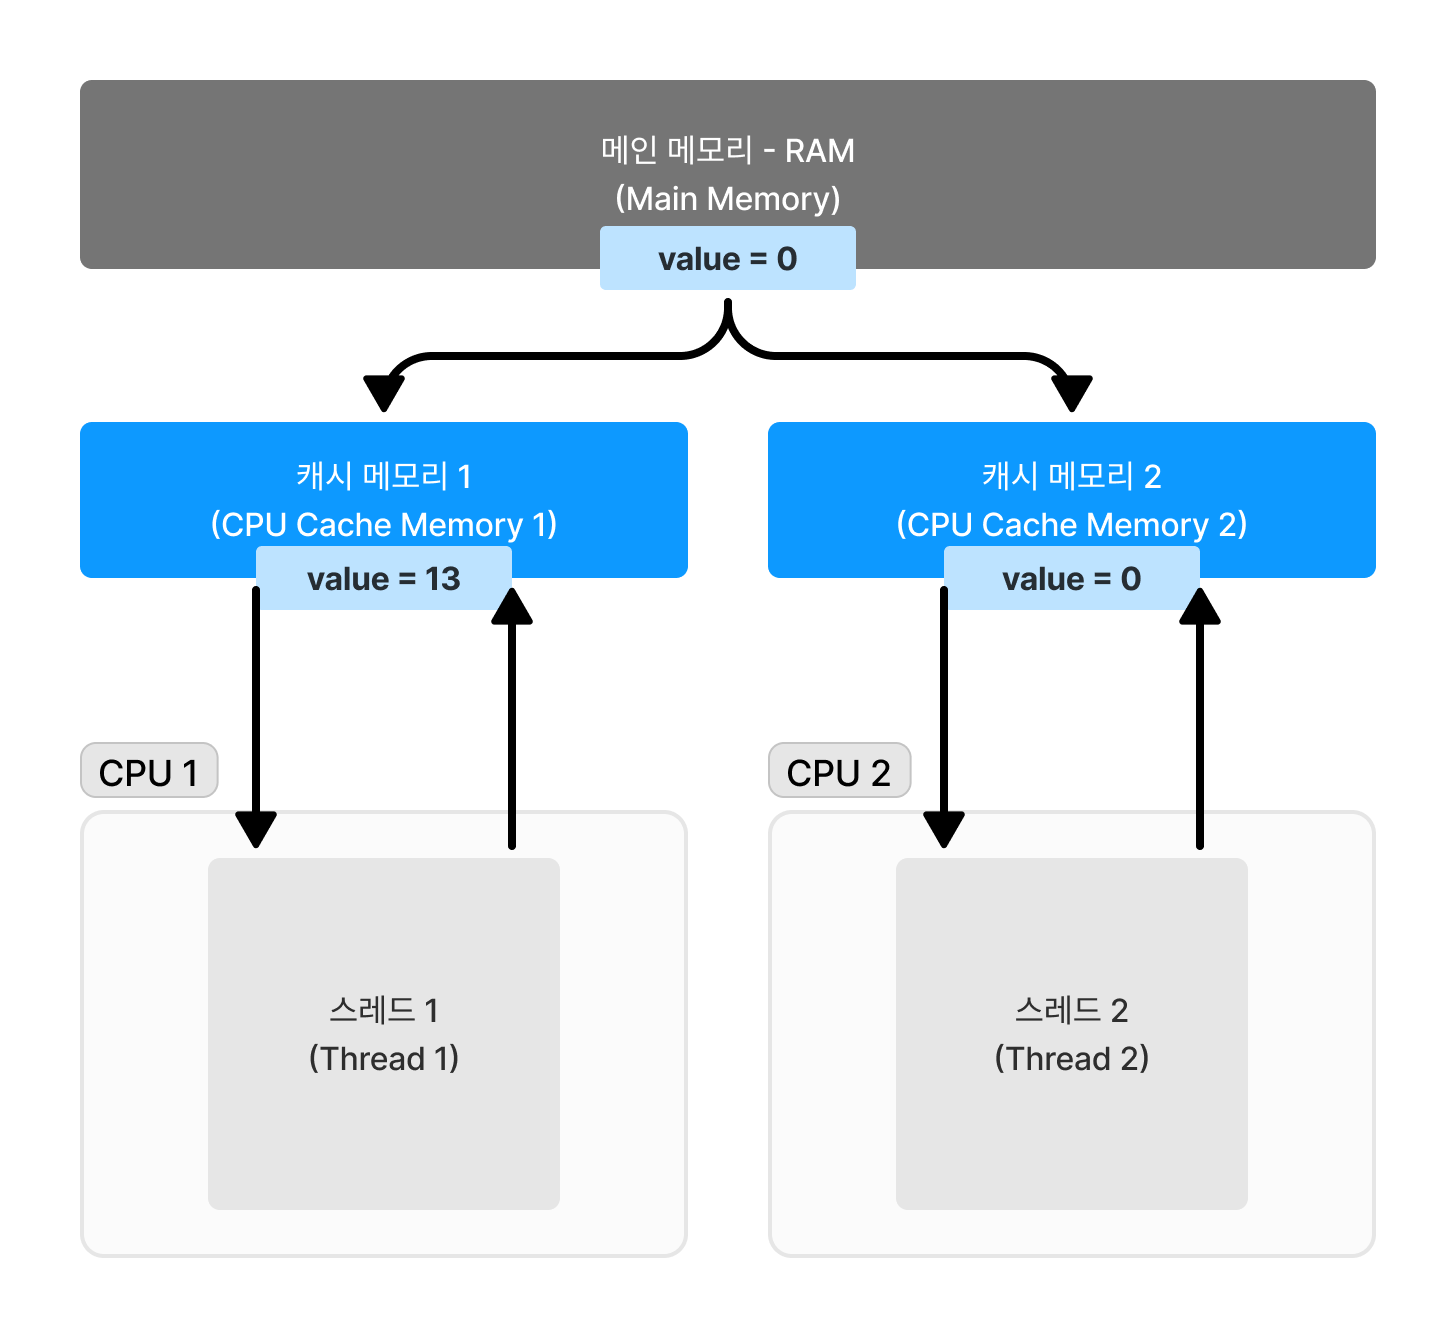 메인 메모리 - RAM
(Main Memory)
value = 0
캐시 메모리 1
(CPU Cache Memory 1)
value = 13
캐시 메모리 2
(CPU Cache Memory 2)
value = 0
CPU 1
스레드 1
(Thread 1)
CPU 2
스레드 2
(Thread 2)